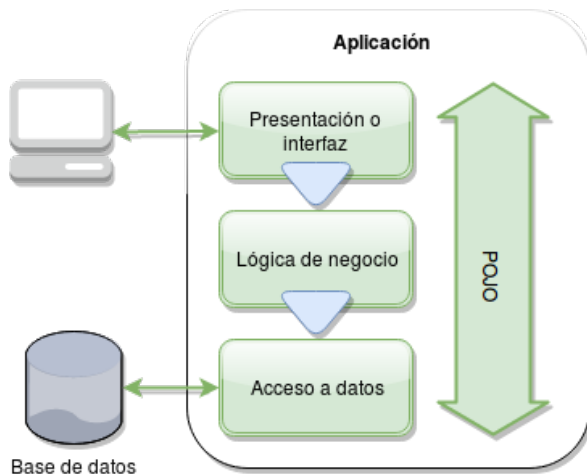 Aplicación
Presentación o
interfaz
Lógica de negocio
POJO
Acceso a datos
Base de datos